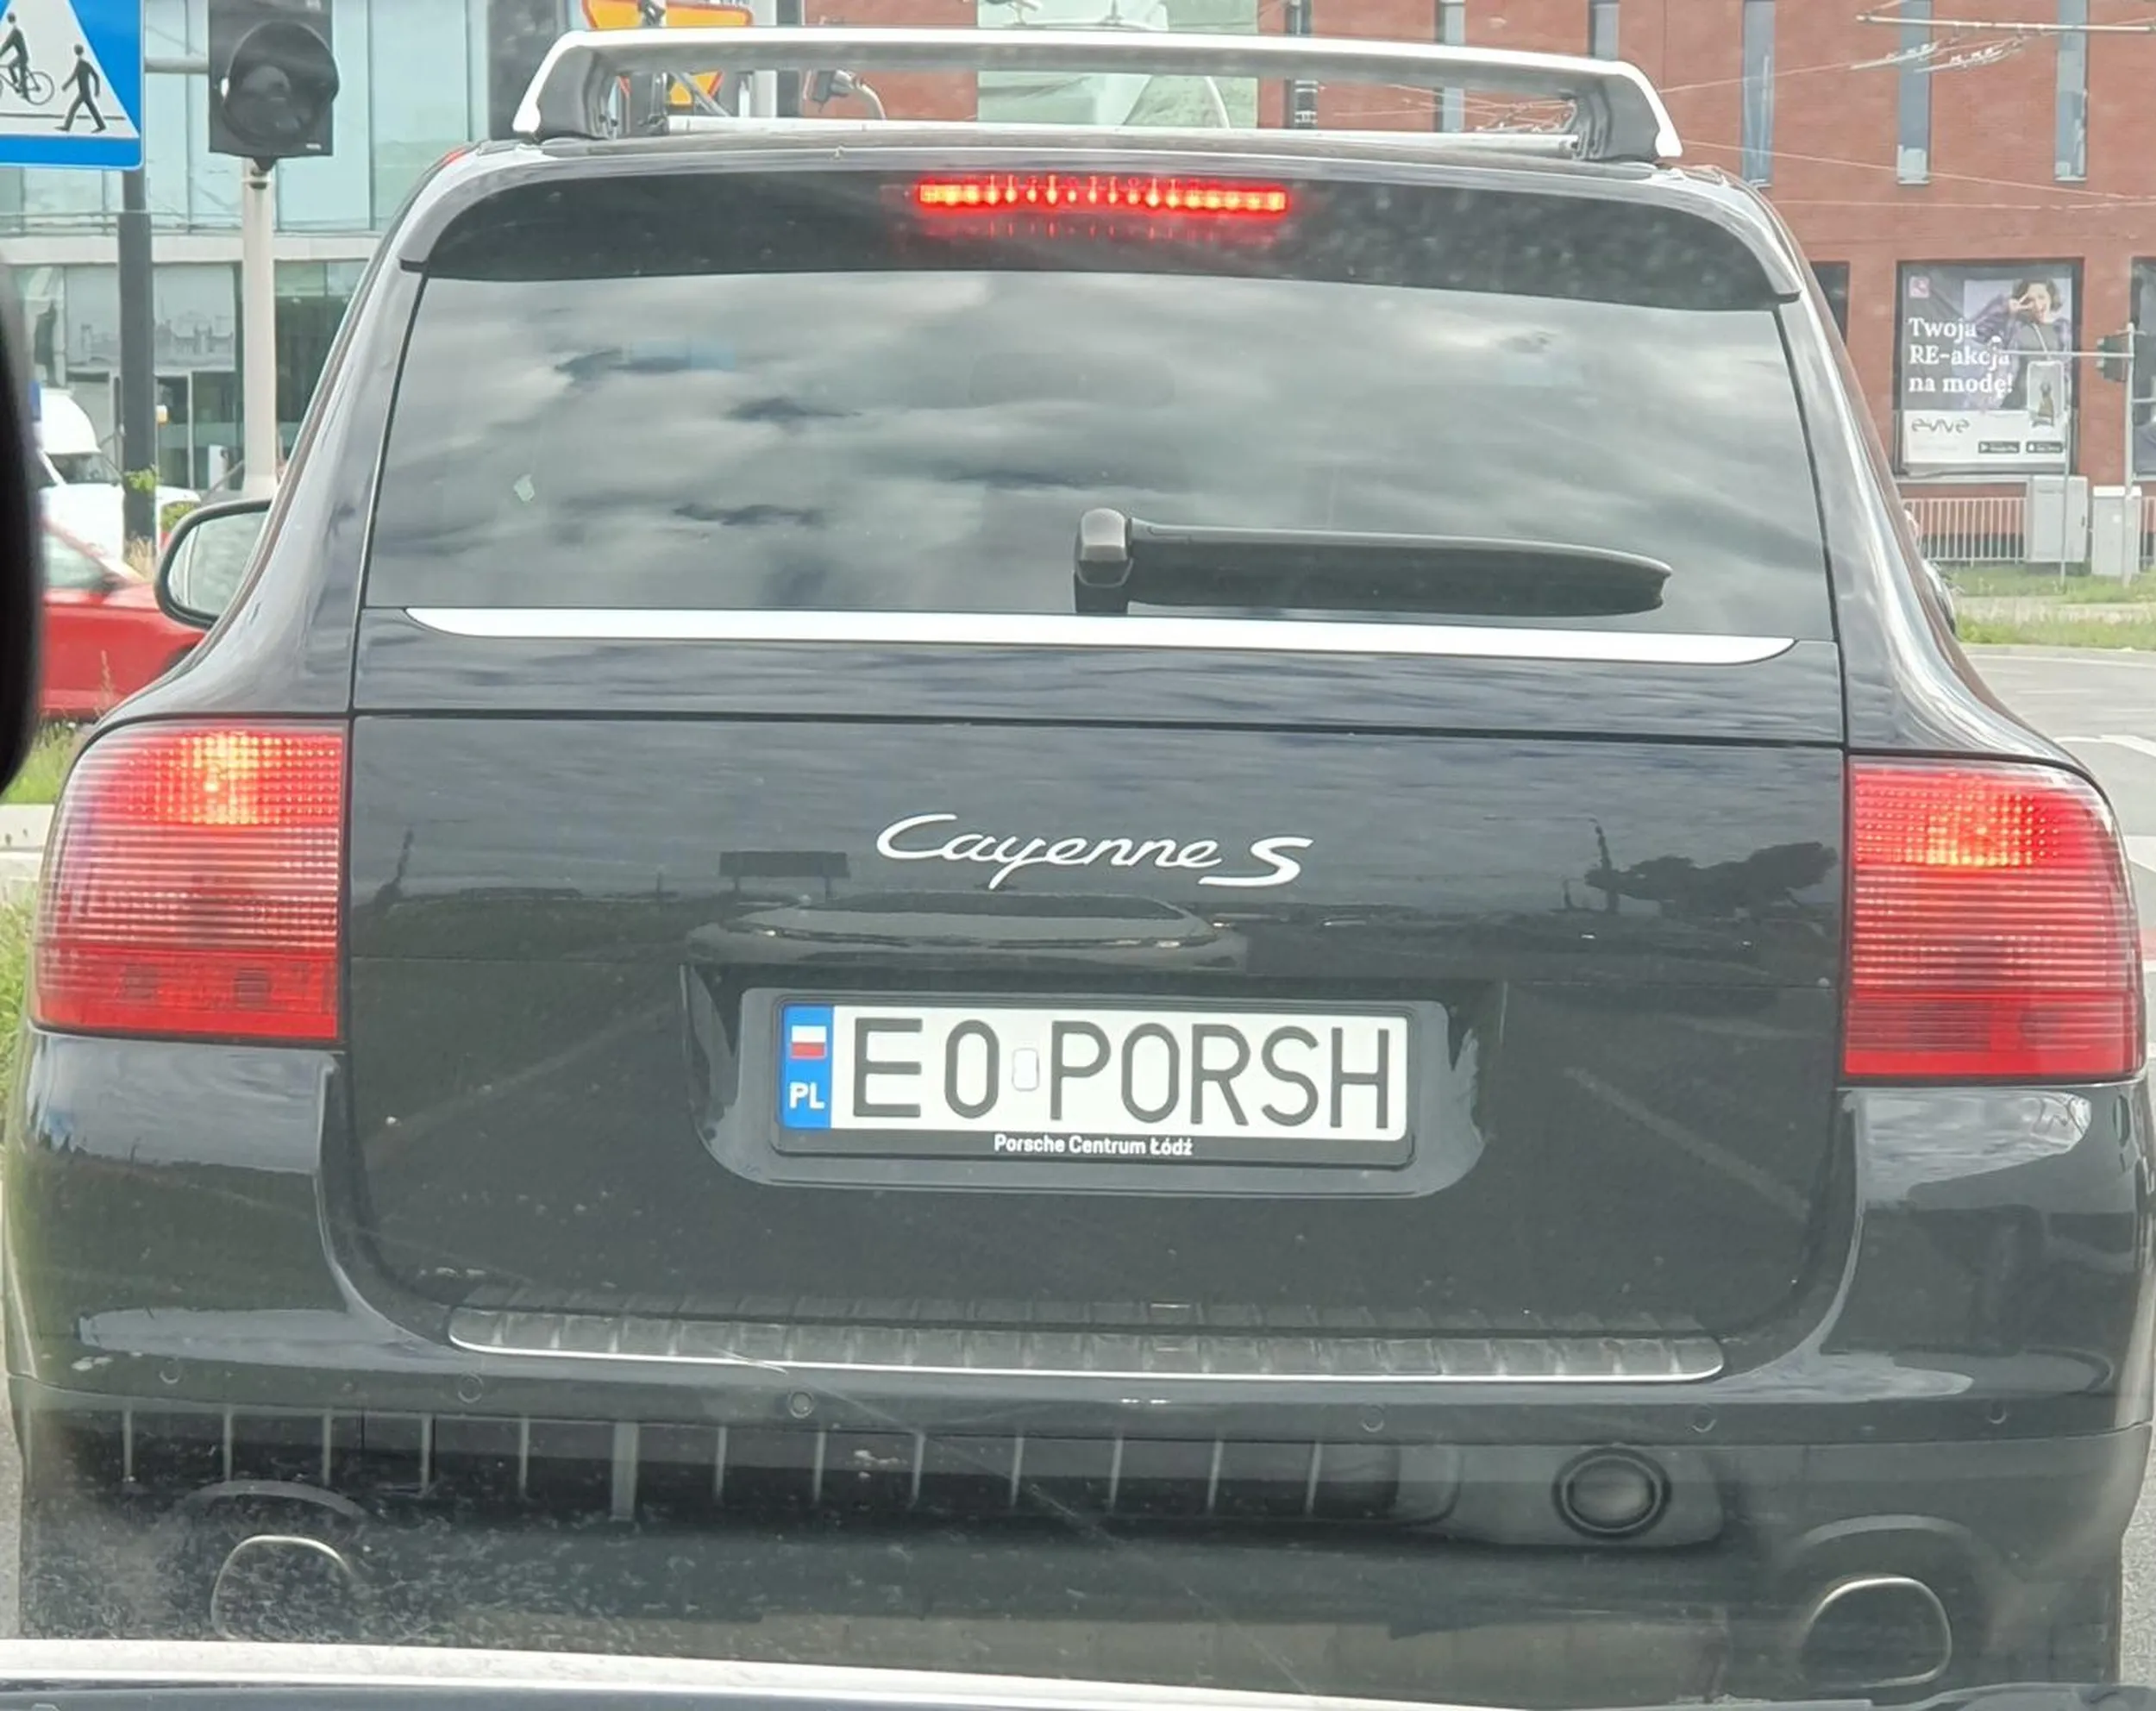 Twoja
RE-akcja
na modę!
Cayenne S
PL
E0 PORSH
Porsche Centrum Łódź